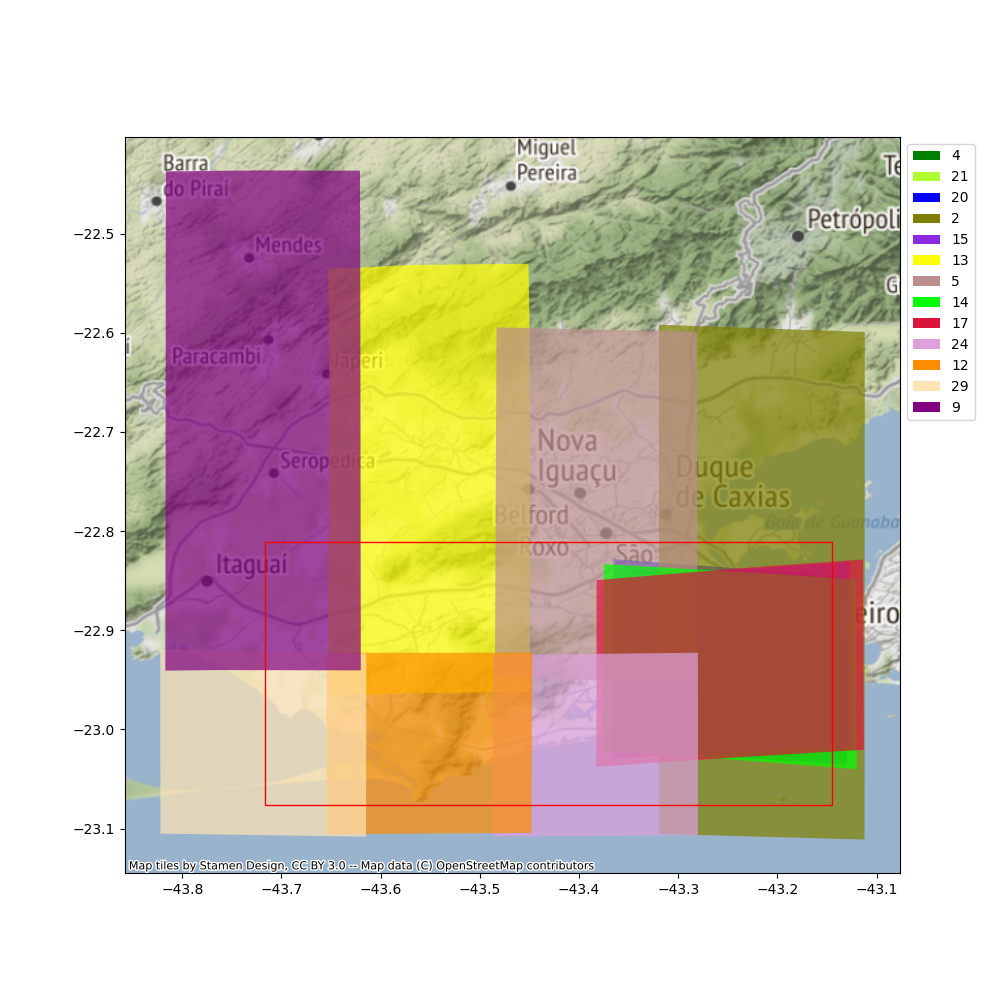 Miguel
Pereira
Barra
do Pirai
Te
Petrópoli
Mendes
G
i
Paracambi
Japeri
Nova
Iguaçu
Seropédica
Duque
de Caxias
Belford
Roxo
Baia de Guanaba
São
Itaguaí
eiro
−22.5
−22.6
−22.7
−22.8
−22.9
−23.0
−23.1
−43.8
−43.7
−43.6
−43.5
−43.4
−43.3
−43.2
−43.1
Map tiles by Stamen Design, CC BY 3.0 -- Map data (C) OpenStreetMap contributors
4
21
20
2
15
13
5
14
17
24
12
29
9